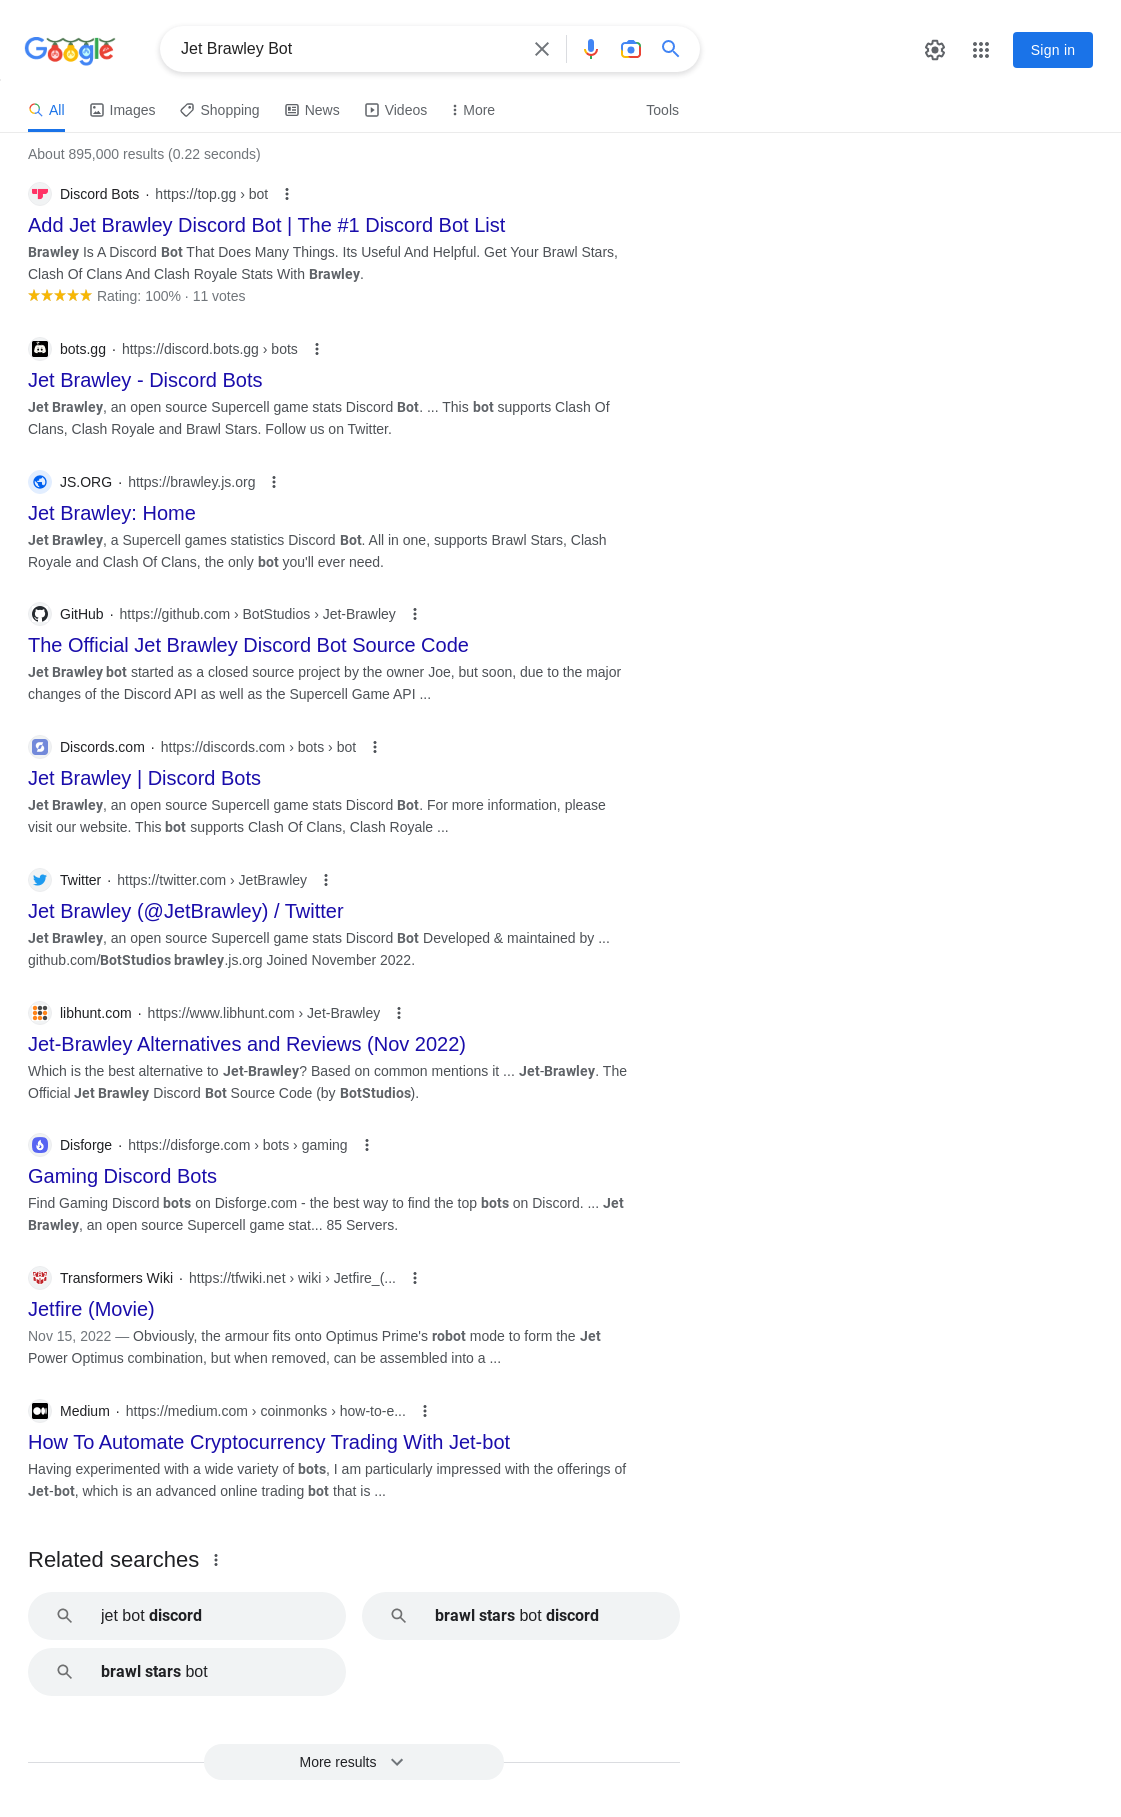 Google
Jet Brawley Bot
Sign in
All Images Shopping News Videos More Tools
About 895,000 results (0.22 seconds)
Discord Bots · https://top.gg › bot
Add Jet Brawley Discord Bot | The #1 Discord Bot List
Brawley Is A Discord Bot That Does Many Things. Its Useful And Helpful. Get Your Brawl Stars,
Clash Of Clans And Clash Royale Stats With Brawley.
Rating: 100% · 11 votes
bots.gg · https://discord.bots.gg › bots
Jet Brawley - Discord Bots
Jet Brawley, an open source Supercell game stats Discord Bot. ... This bot supports Clash Of
Clans, Clash Royale and Brawl Stars. Follow us on Twitter.
JS.ORG · https://brawley.js.org
Jet Brawley: Home
Jet Brawley, a Supercell games statistics Discord Bot. All in one, supports Brawl Stars, Clash
Royale and Clash Of Clans, the only bot you'll ever need.
GitHub · https://github.com › BotStudios › Jet-Brawley
The Official Jet Brawley Discord Bot Source Code
Jet Brawley bot started as a closed source project by the owner Joe, but soon, due to the major
changes of the Discord API as well as the Supercell Game API ...
Discords.com · https://discords.com › bots › bot
Jet Brawley | Discord Bots
Jet Brawley, an open source Supercell game stats Discord Bot. For more information, please
visit our website. This bot supports Clash Of Clans, Clash Royale ...
Twitter · https://twitter.com › JetBrawley
Jet Brawley (@JetBrawley) / Twitter
Jet Brawley, an open source Supercell game stats Discord Bot Developed & maintained by ...
github.com/BotStudios brawley.js.org Joined November 2022.
libhunt.com · https://www.libhunt.com › Jet-Brawley
Jet-Brawley Alternatives and Reviews (Nov 2022)
Which is the best alternative to Jet-Brawley? Based on common mentions it ... Jet-Brawley. The
Official Jet Brawley Discord Bot Source Code (by BotStudios).
Disforge · https://disforge.com › bots › gaming
Gaming Discord Bots
Find Gaming Discord bots on Disforge.com - the best way to find the top bots on Discord. ... Jet
Brawley, an open source Supercell game stat... 85 Servers.
Transformers Wiki · https://tfwiki.net › wiki › Jetfire_(...
Jetfire (Movie)
Nov 15, 2022 — Obviously, the armour fits onto Optimus Prime's robot mode to form the Jet
Power Optimus combination, but when removed, can be assembled into a ...
Medium · https://medium.com › coinmonks › how-to-e...
How To Automate Cryptocurrency Trading With Jet-bot
Having experimented with a wide variety of bots, I am particularly impressed with the offerings of
Jet-bot, which is an advanced online trading bot that is ...
Related searches
jet bot discord
brawl stars bot discord
brawl stars bot
More results